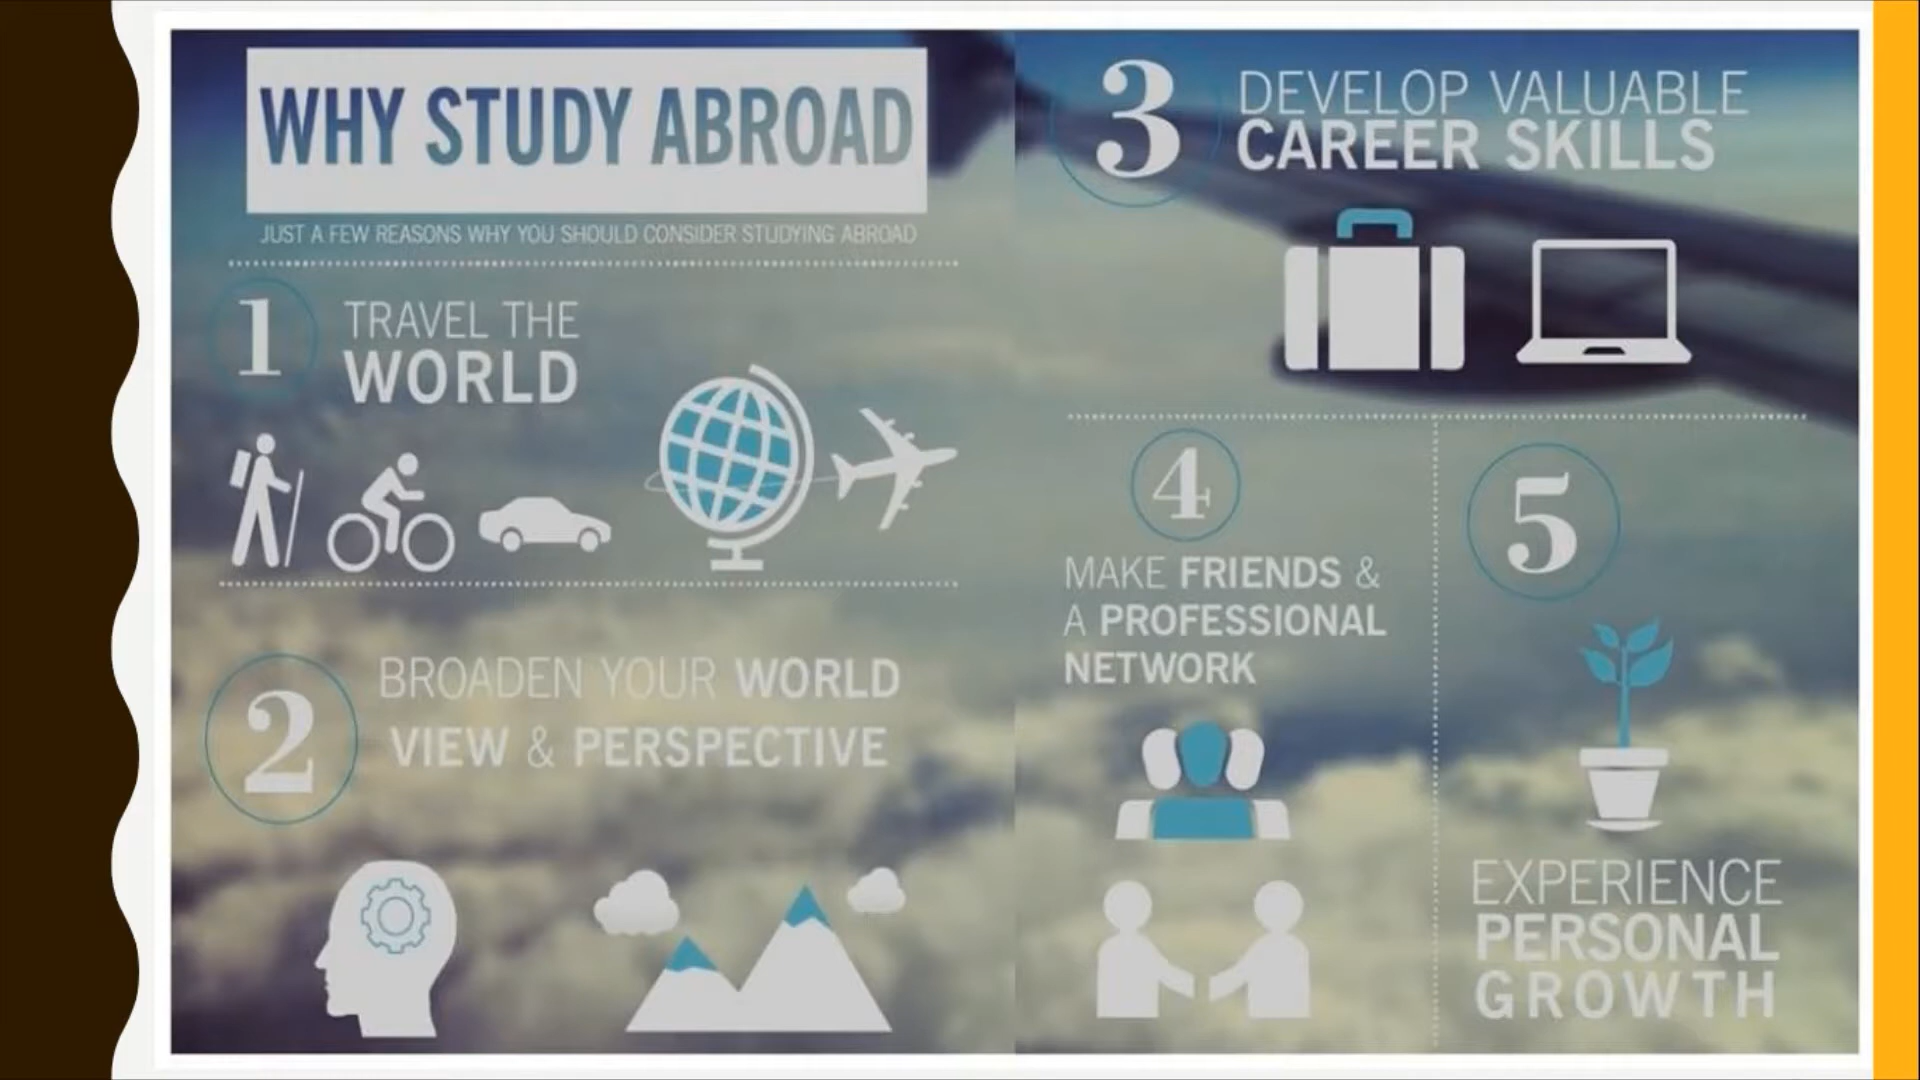 WHY STUDY ABROAD
JUST A FEW REASONS WHY YOU SHOULD CONSIDER STUDYING ABROAD
1
TRAVEL THE
WORLD
2
BROADEN YOUR WORLD
VIEW & PERSPECTIVE
3
DEVELOP VALUABLE
CAREER SKILLS
4
MAKE FRIENDS &
A PROFESSIONAL
NETWORK
5
EXPERIENCE
PERSONAL
GROWTH